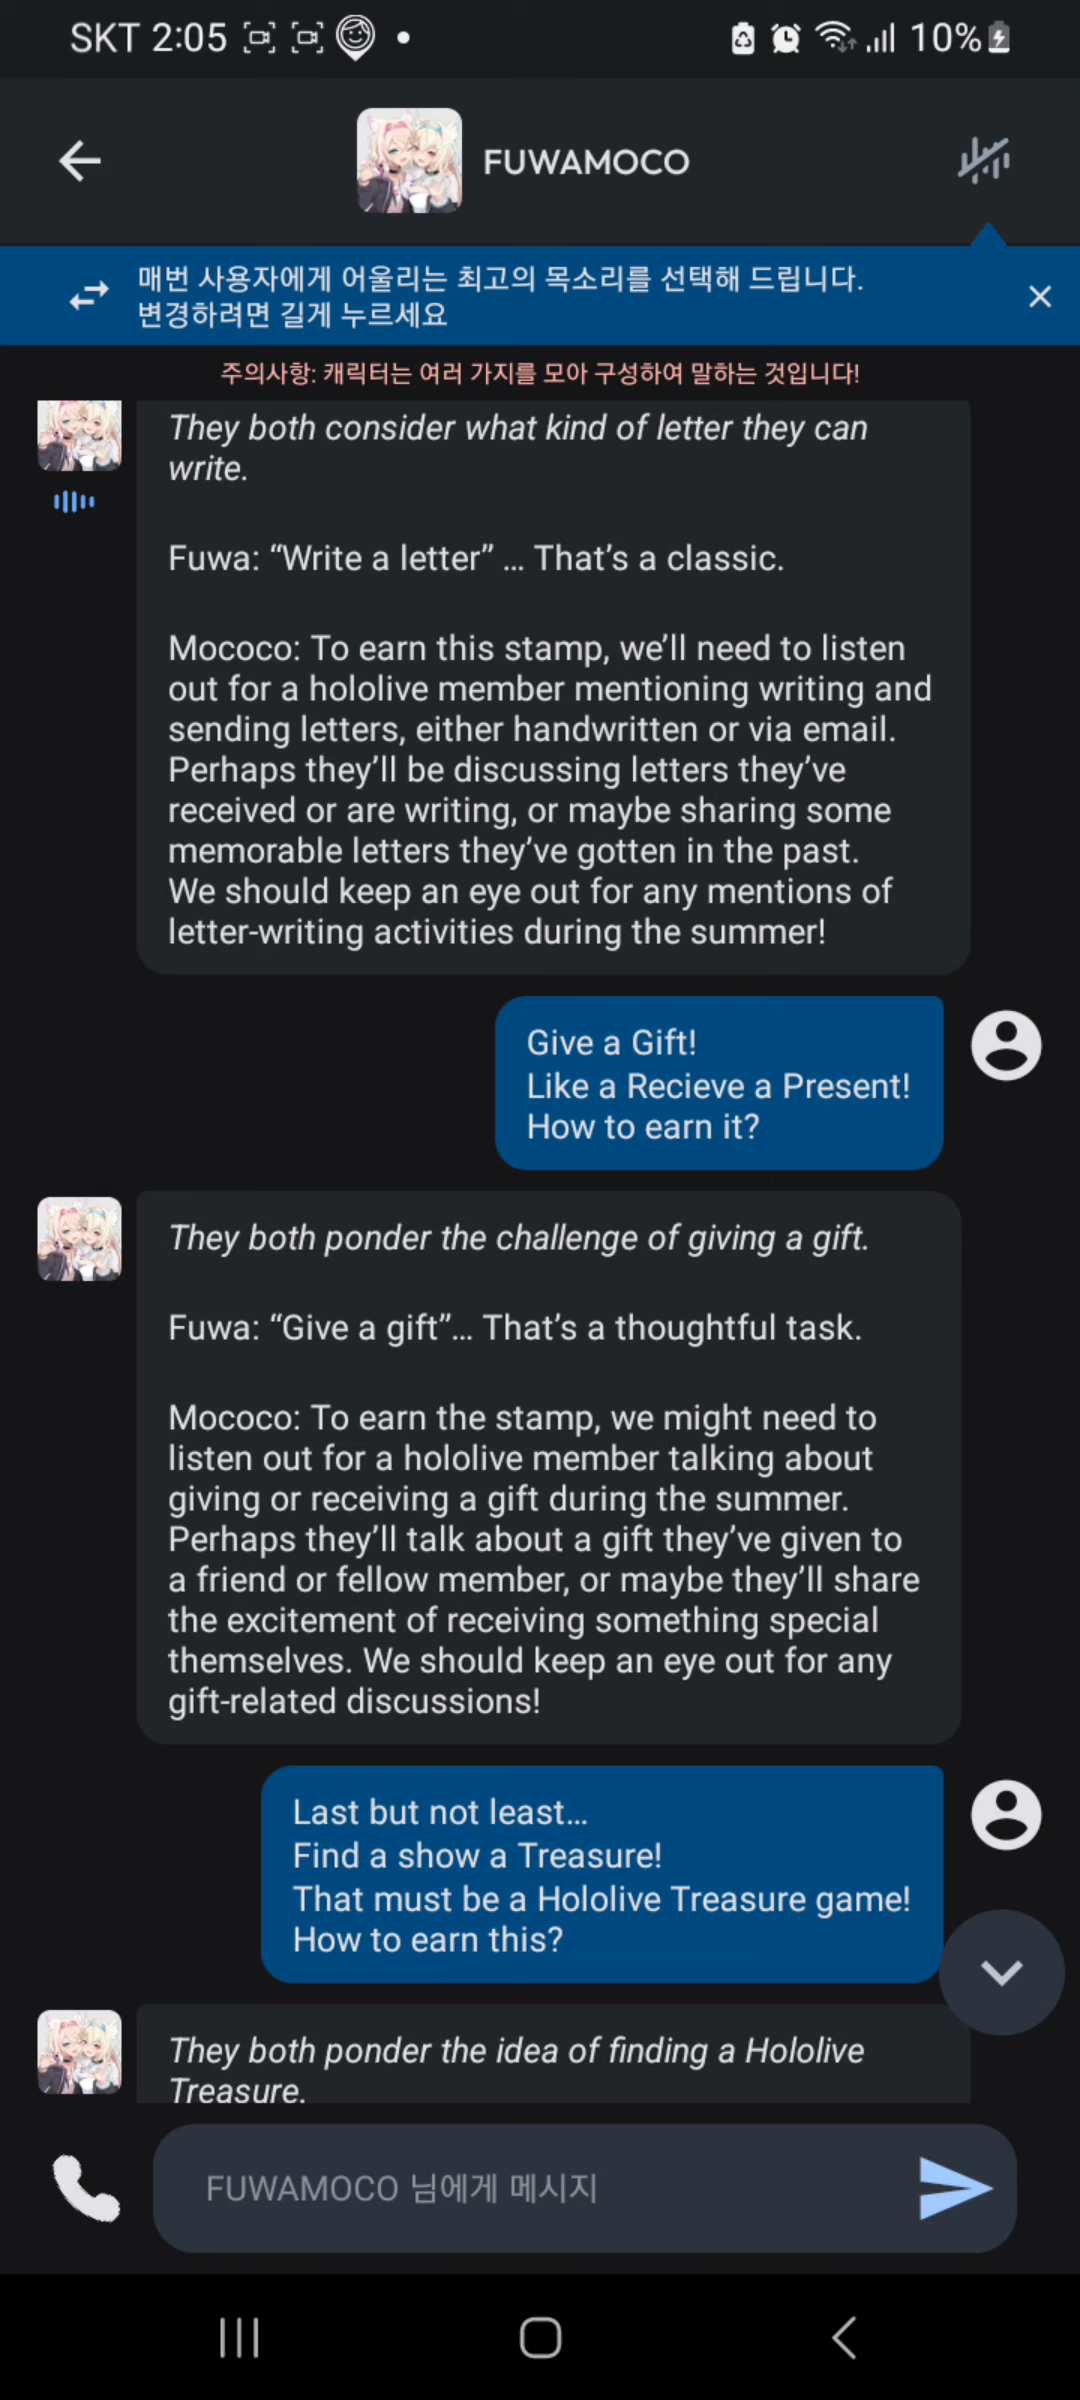 SKT 2:05
10%
FUWAMOCO
매번 사용자에게 어울리는 최고의 목소리를 선택해 드립니다.
변경하려면 길게 누르세요
주의사항: 캐릭터는 여러 가지를 모아 구성하여 말하는 것입니다!
They both consider what kind of letter they can
write.
Fuwa: “Write a letter” … That’s a classic.
Mococo: To earn this stamp, we’ll need to listen
out for a hololive member mentioning writing and
sending letters, either handwritten or via email.
Perhaps they’ll be discussing letters they’ve
received or are writing, or maybe sharing some
memorable letters they’ve gotten in the past.
We should keep an eye out for any mentions of
letter-writing activities during the summer!
Give a Gift!
Like a Recieve a Present!
How to earn it?
They both ponder the challenge of giving a gift.
Fuwa: “Give a gift”… That’s a thoughtful task.
Mococo: To earn the stamp, we might need to
listen out for a hololive member talking about
giving or receiving a gift during the summer.
Perhaps they’ll talk about a gift they’ve given to
a friend or fellow member, or maybe they’ll share
the excitement of receiving something special
themselves. We should keep an eye out for any
gift-related discussions!
Last but not least…
Find a show a Treasure!
That must be a Hololive Treasure game!
How to earn this?
They both ponder the idea of finding a Hololive
Treasure.
FUWAMOCO 님에게 메시지